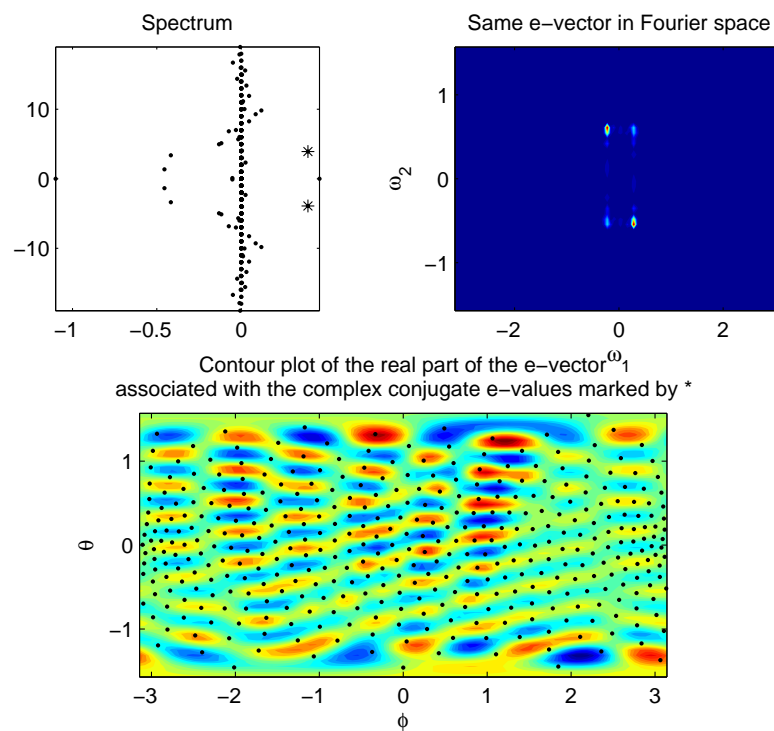 Spectrum
Same e−vector in Fourier space
10
0
−10
−1
−0.5
0
1
0
−1
ω2
−2
0
2
ω1
Contour plot of the real part of the e−vector
associated with the complex conjugate e−values marked by *
1
0
−1
θ
−3
−2
−1
0
1
2
3
ϕ